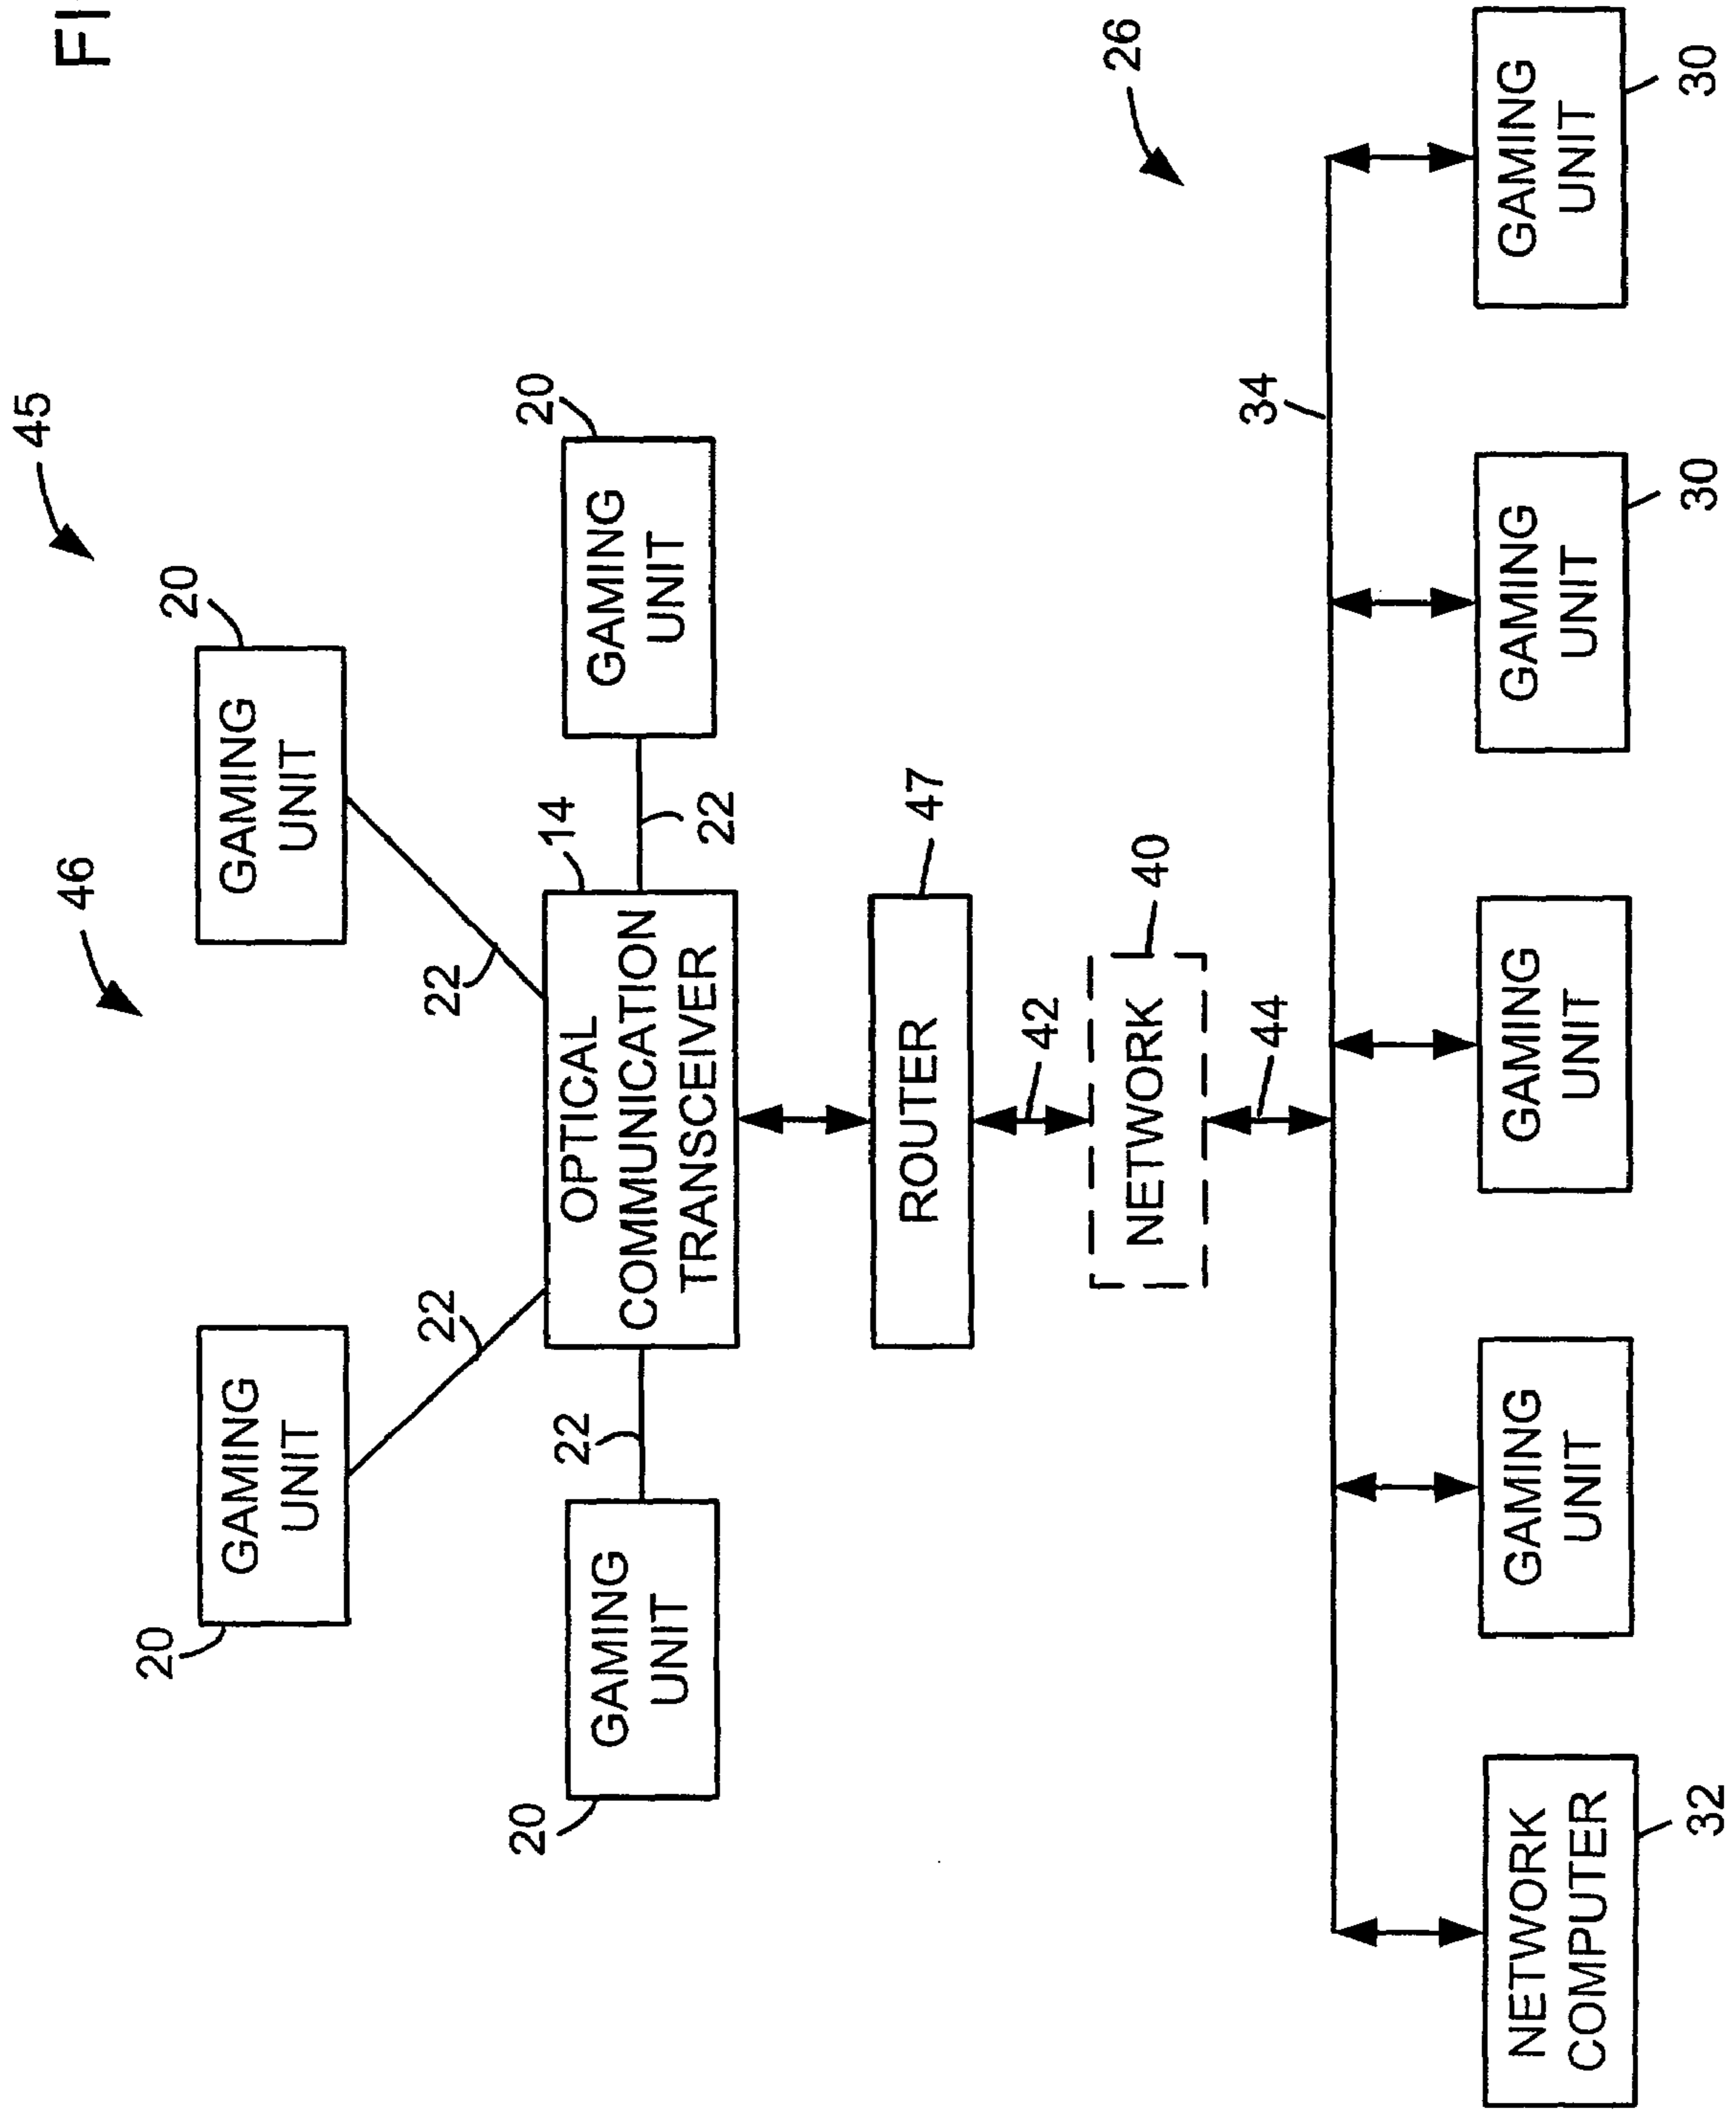 FI
45
46
20
GAMING
UNIT
20
GAMING
UNIT
22
22
20
GAMING
UNIT
22
OPTICAL
COMMUNICATION
TRANSCEIVER
14
22
20
GAMING
UNIT
ROUTER
47
42
NETWORK
40
44
26
34
NETWORK
COMPUTER
32
GAMING
UNIT
GAMING
UNIT
GAMING
UNIT
30
GAMING
UNIT
30